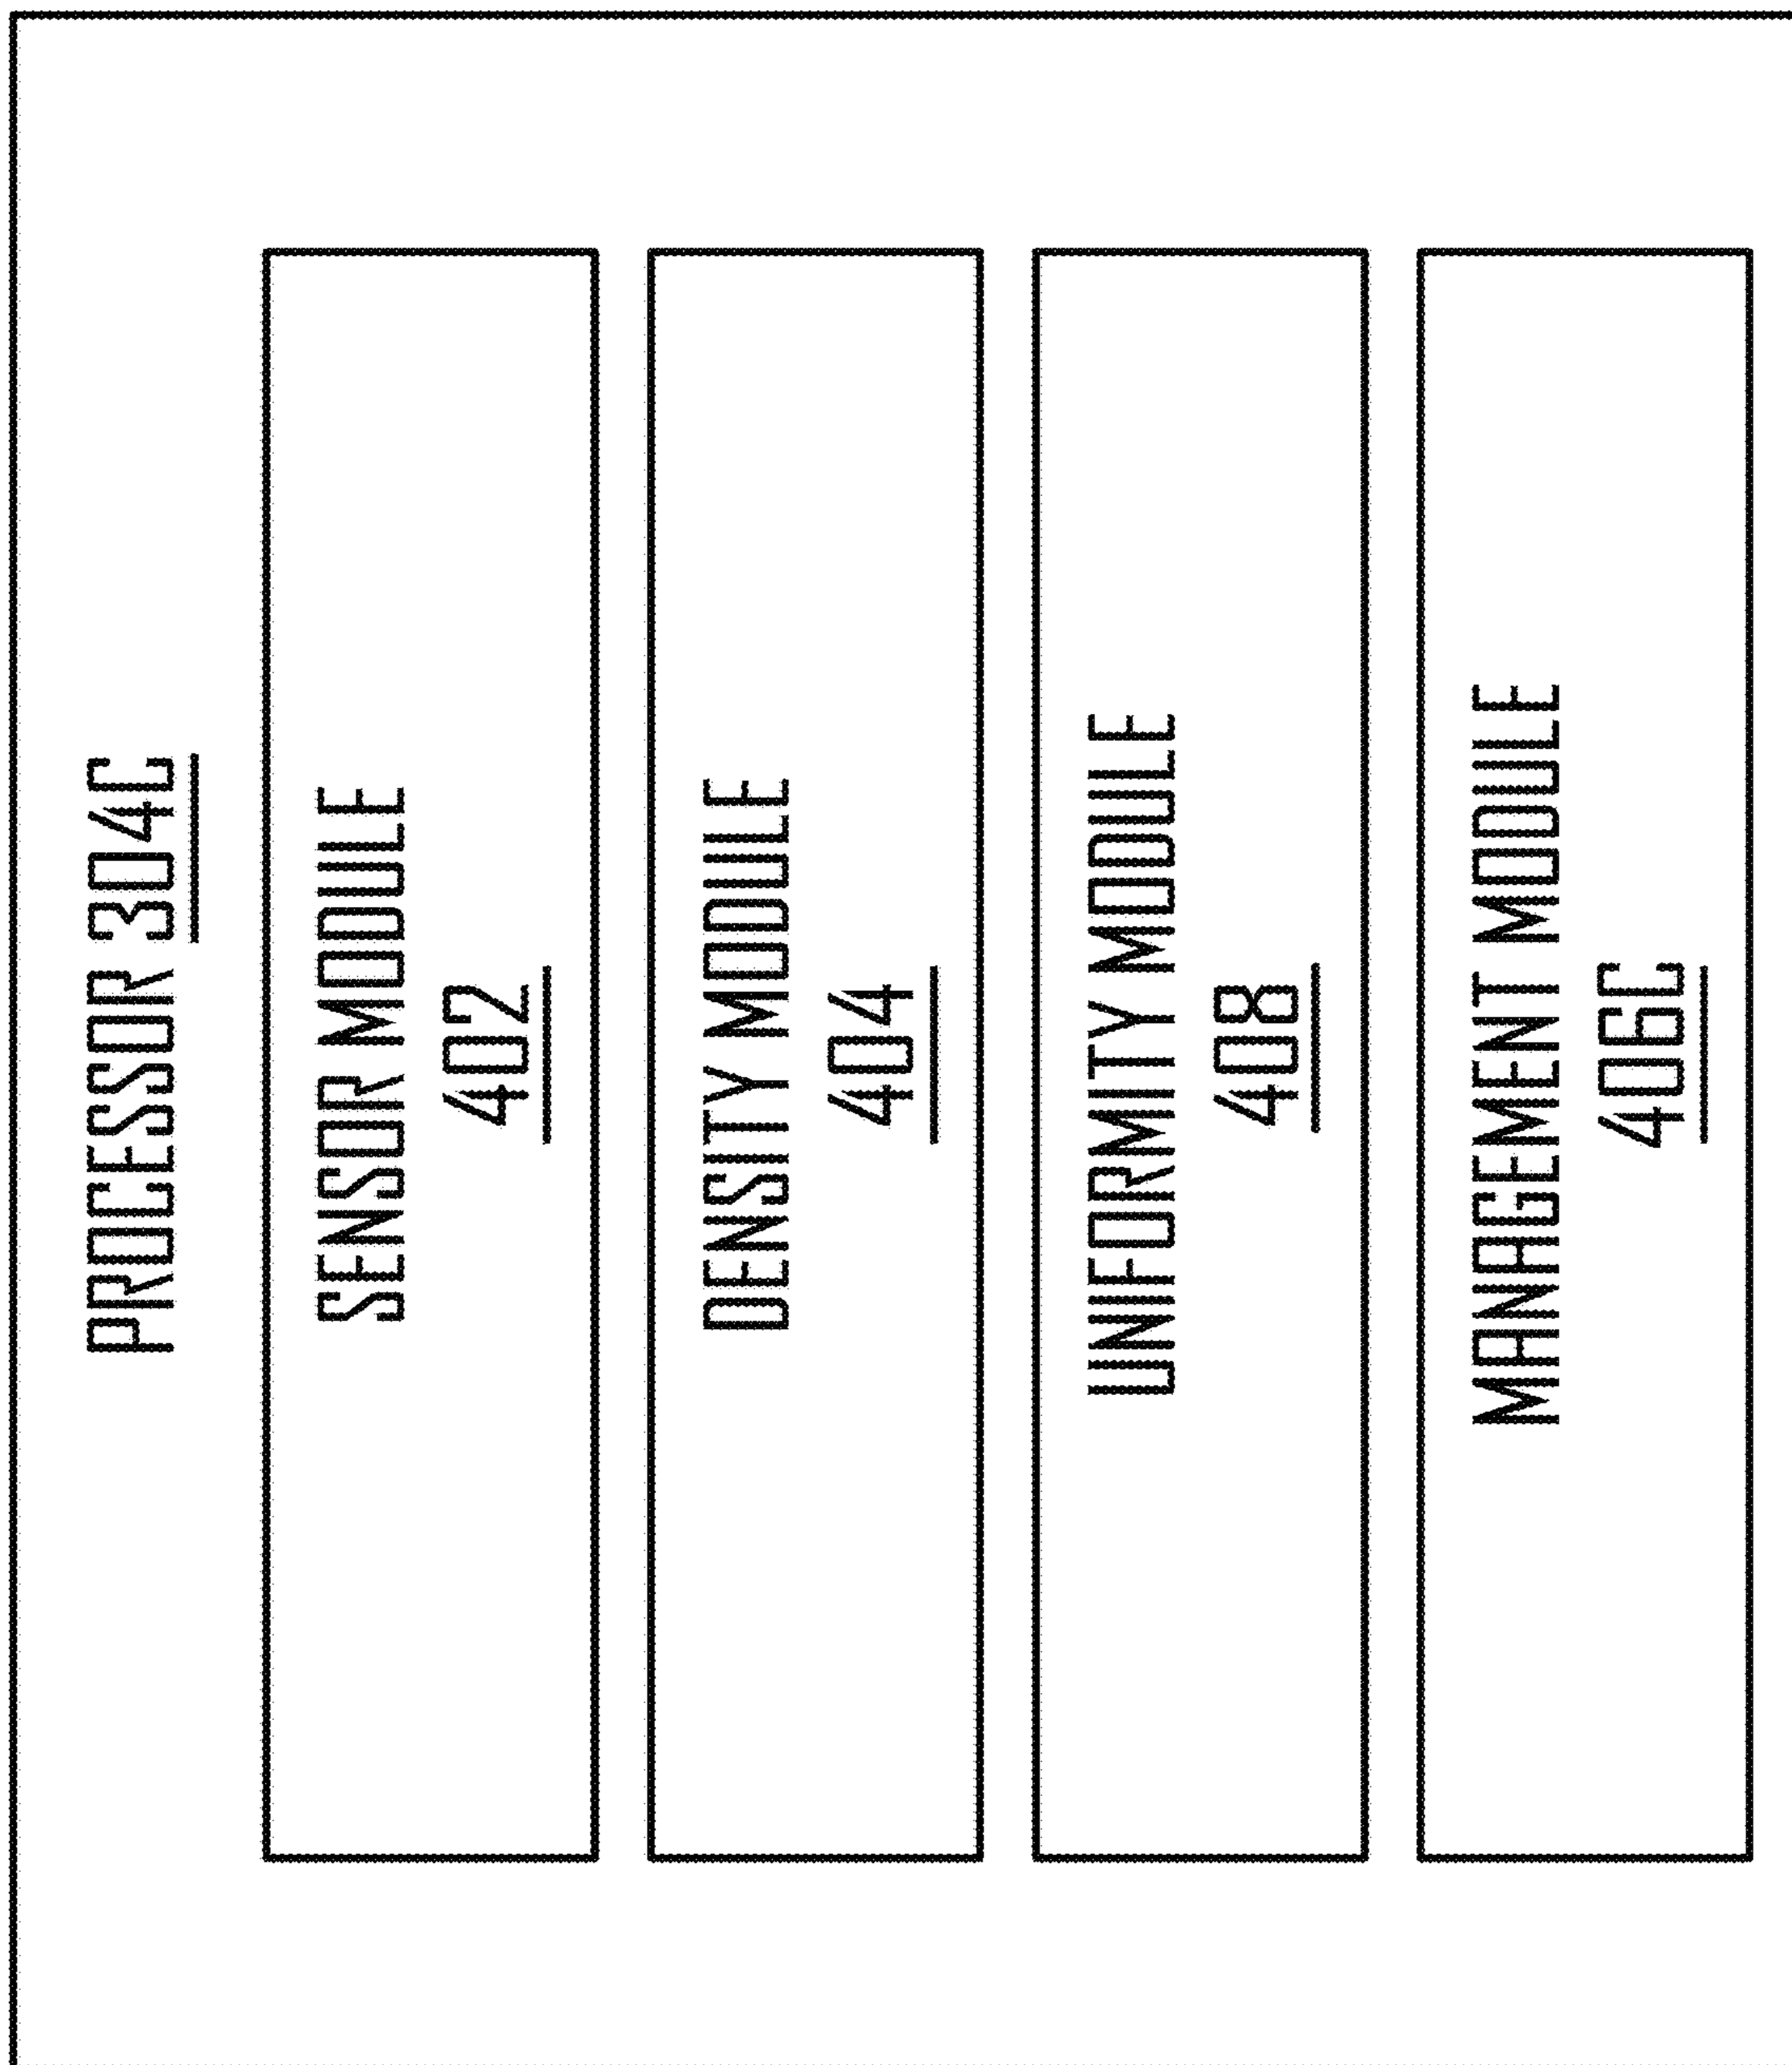 PROCESSOR 304C
SENSOR MODULE
402
DENSITY MODULE
404
UNIFORMITY MODULE
408
MANAGEMENT MODULE
406C